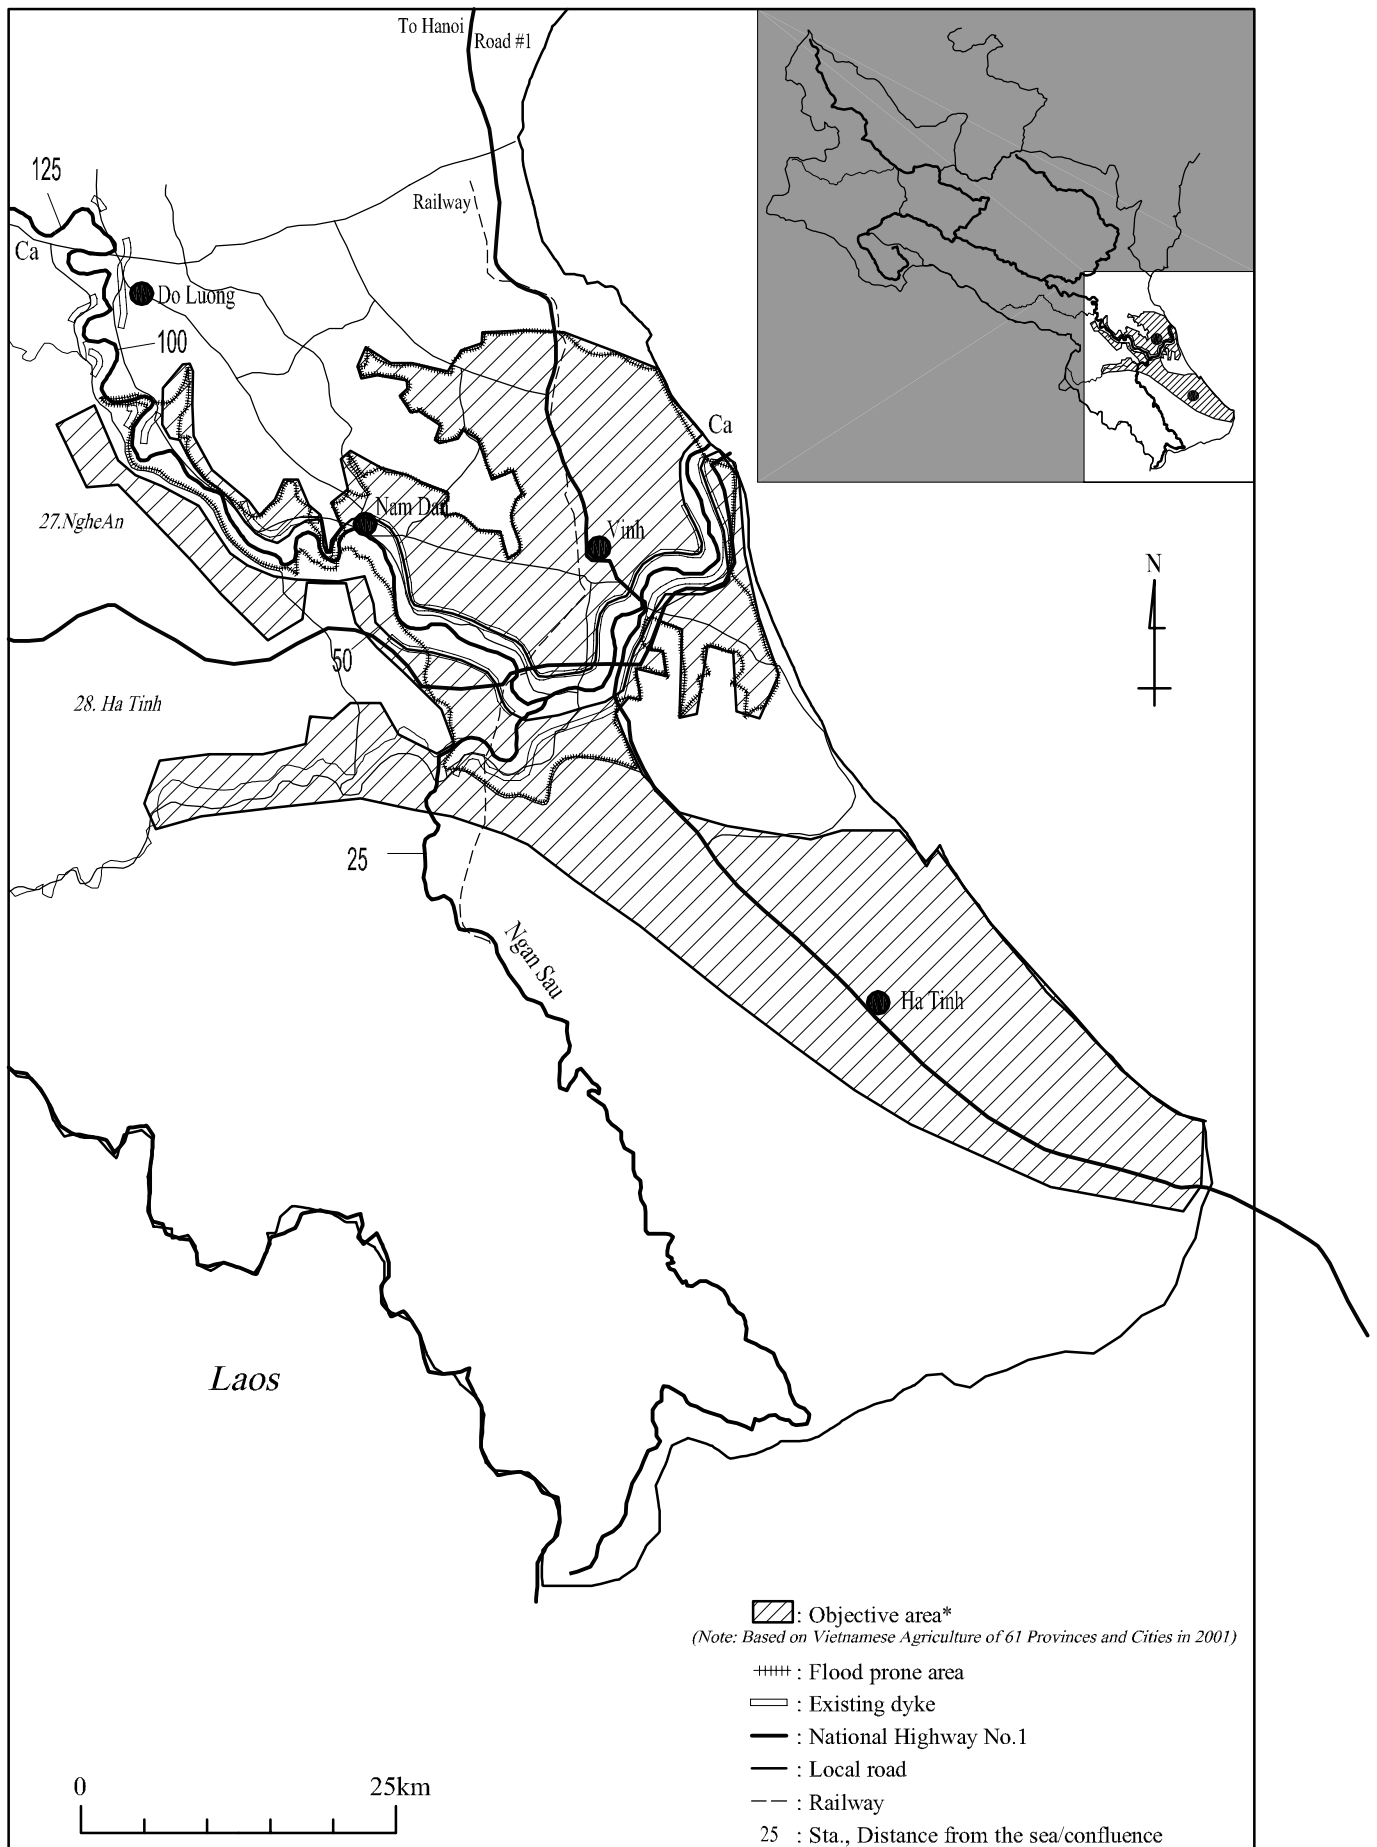 To Hanoi
Road #1
125
Railway
Ca
Do Luong
100
Ca
Nam Dan
27.NgheAn
Vinh
N
50
28. Ha Tinh
25
Ngan Sau
Ha Tinh
Laos
: Objective area*
(Note: Based on Vietnamese Agriculture of 61 Provinces and Cities in 2001)
: Flood prone area
: Existing dyke
: National Highway No.1
: Local road
: Railway
0 25km
25 : Sta., Distance from the sea/confluence